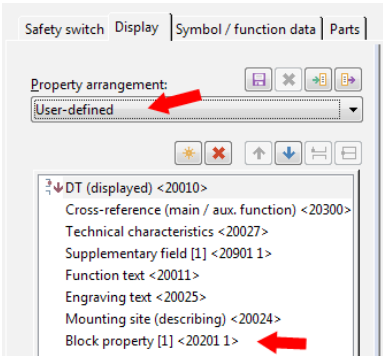 Safety switch Display Symbol / function data Parts
Property arrangement:
User-defined
DT (displayed) <20010>
Cross-reference (main / aux. function) <20300>
Technical characteristics <20027>
Supplementary field [1] <20901 1>
Function text <20011>
Engraving text <20025>
Mounting site (describing) <20024>
Block property [1] <20201 1>